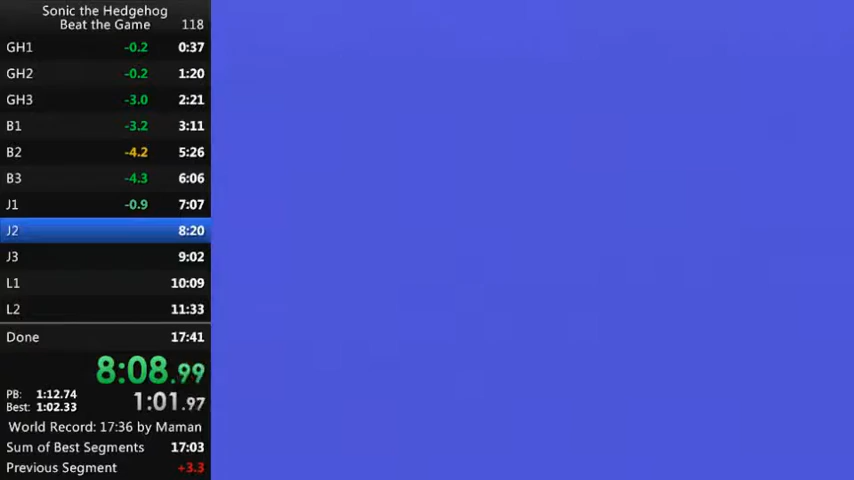 Sonic the Hedgehog
Beat the Game 118
GH1 -0.2 0:37
GH2 -0.2 1:20
GH3 -3.0 2:21
B1 -3.2 3:11
B2 -4.2 5:26
B3 -4.3 6:06
J1 -0.9 7:07
J2 8:20
J3 9:02
L1 10:09
L2 11:33
Done 17:41
8:08.99
PB: 1:12.74
Best: 1:02.33
1:01.97
World Record: 17:36 by Maman
Sum of Best Segments 17:03
Previous Segment +3.3